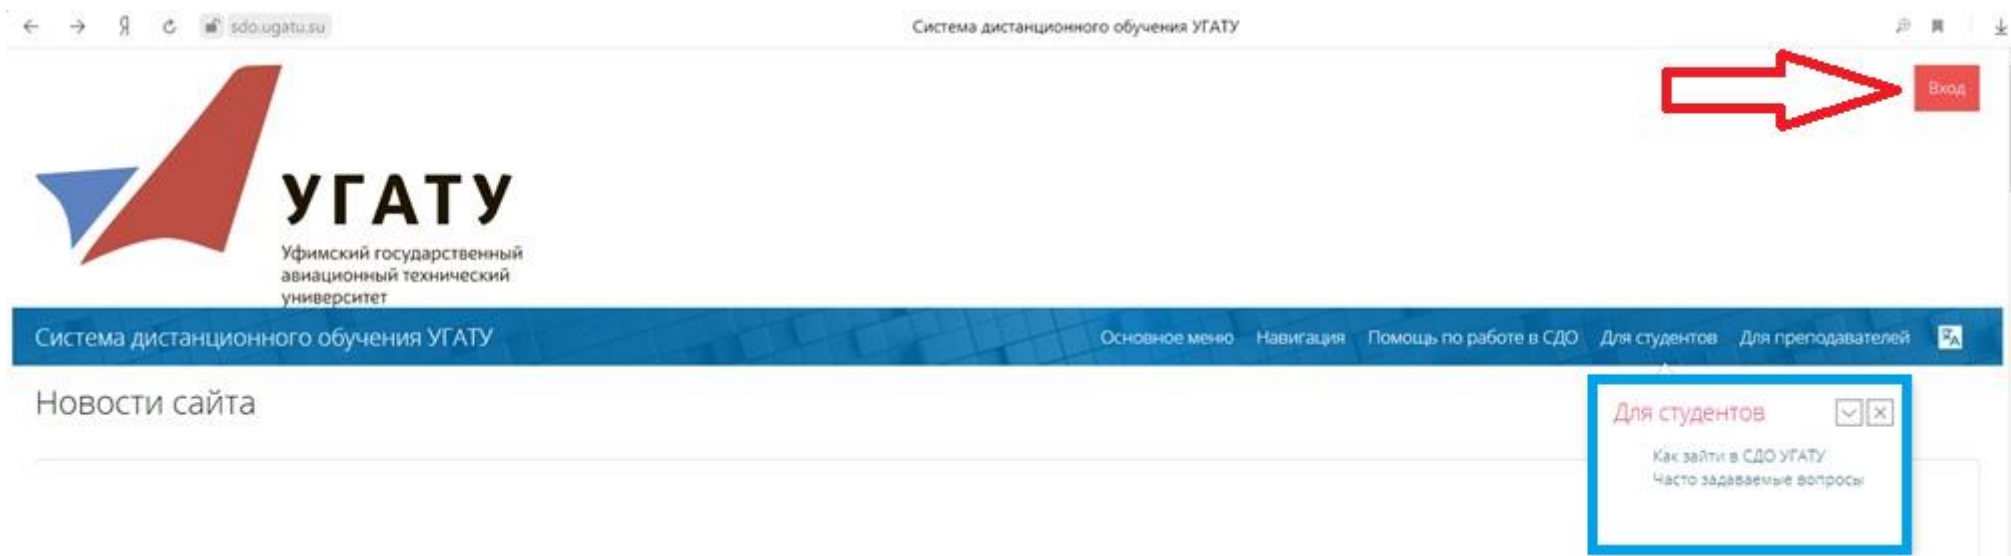 Я sdo.ugatu.su Система дистанционного обучения УГАТУ
Вход
УГАТУ
Уфимский государственный
авиационный технический
университет
Система дистанционного обучения УГАТУ Основное меню Навигация Помощь по работе в СДО Для студентов Для преподавателей
Новости сайта
Для студентов
Как зайти в СДО УГАТУ
Часто задаваемые вопросы